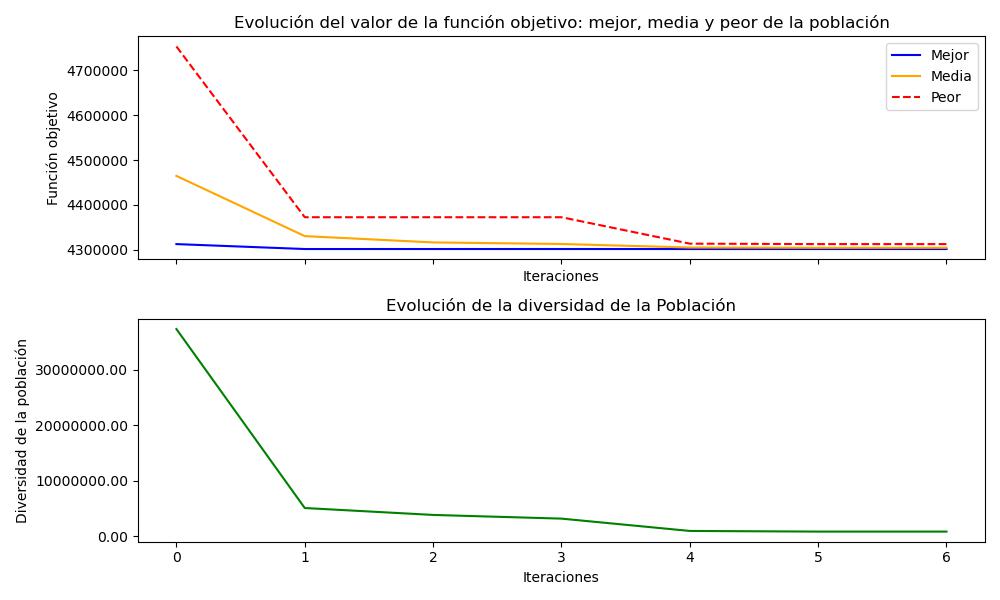 Evolución del valor de la función objetivo: mejor, media y peor de la población
Mejor
Media
Peor
Función objetivo
4700000
4600000
4500000
4400000
4300000
Iteraciones
Evolución de la diversidad de la Población
Diversidad de la población
30000000.00
20000000.00
10000000.00
0.00
0 1 2 3 4 5 6
Iteraciones